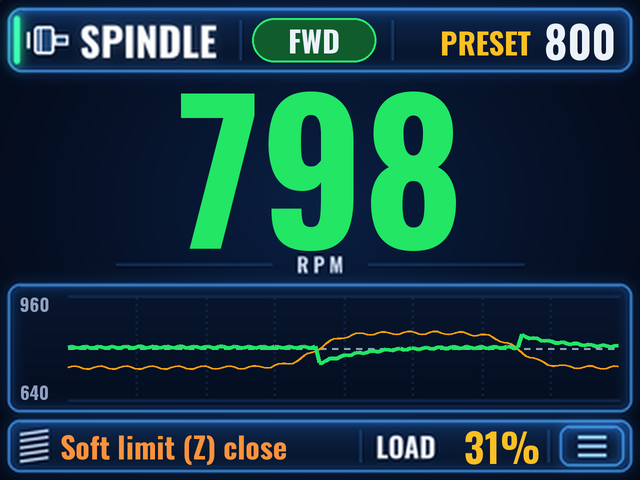 SPINDLE FWD PRESET 800
798
RPM
960
640
Soft limit (Z) close LOAD 31%